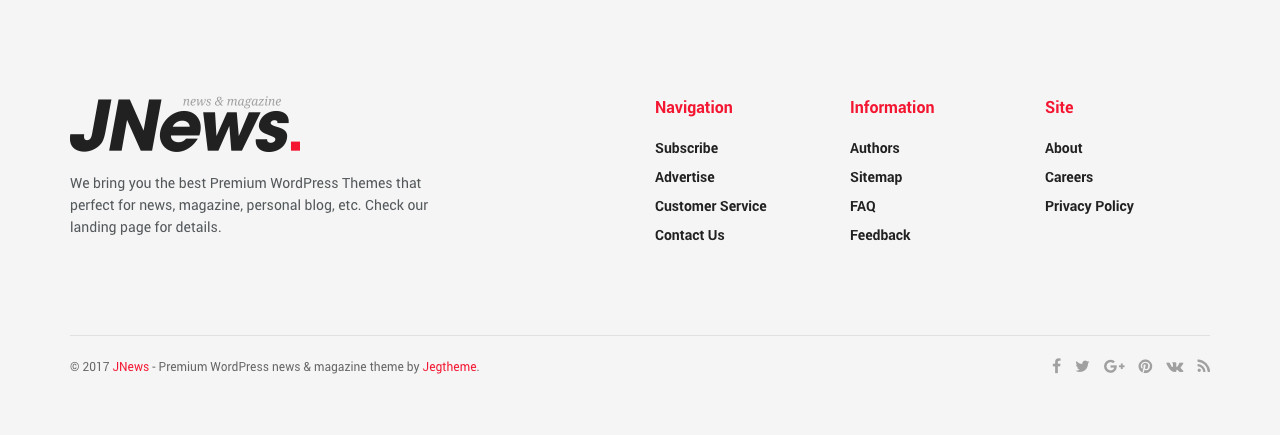 news & magazine
JNews.
We bring you the best Premium WordPress Themes that
perfect for news, magazine, personal blog, etc. Check our
landing page for details.
Navigation
Subscribe
Advertise
Customer Service
Contact Us
Information
Authors
Sitemap
FAQ
Feedback
Site
About
Careers
Privacy Policy
© 2017 JNews - Premium WordPress news & magazine theme by Jegtheme.